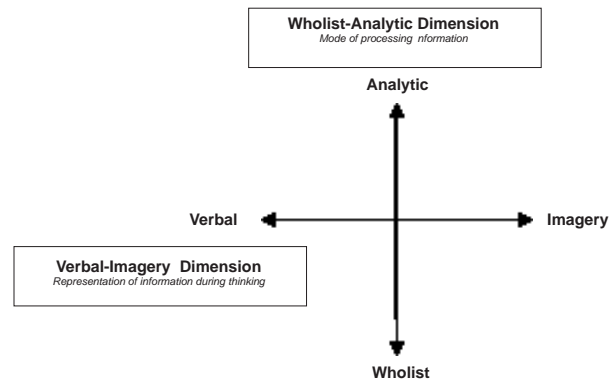 Wholist-Analytic Dimension
Mode of processing nformation
Analytic
Verbal
Imagery
Verbal-Imagery Dimension
Representation of information during thinking
Wholist